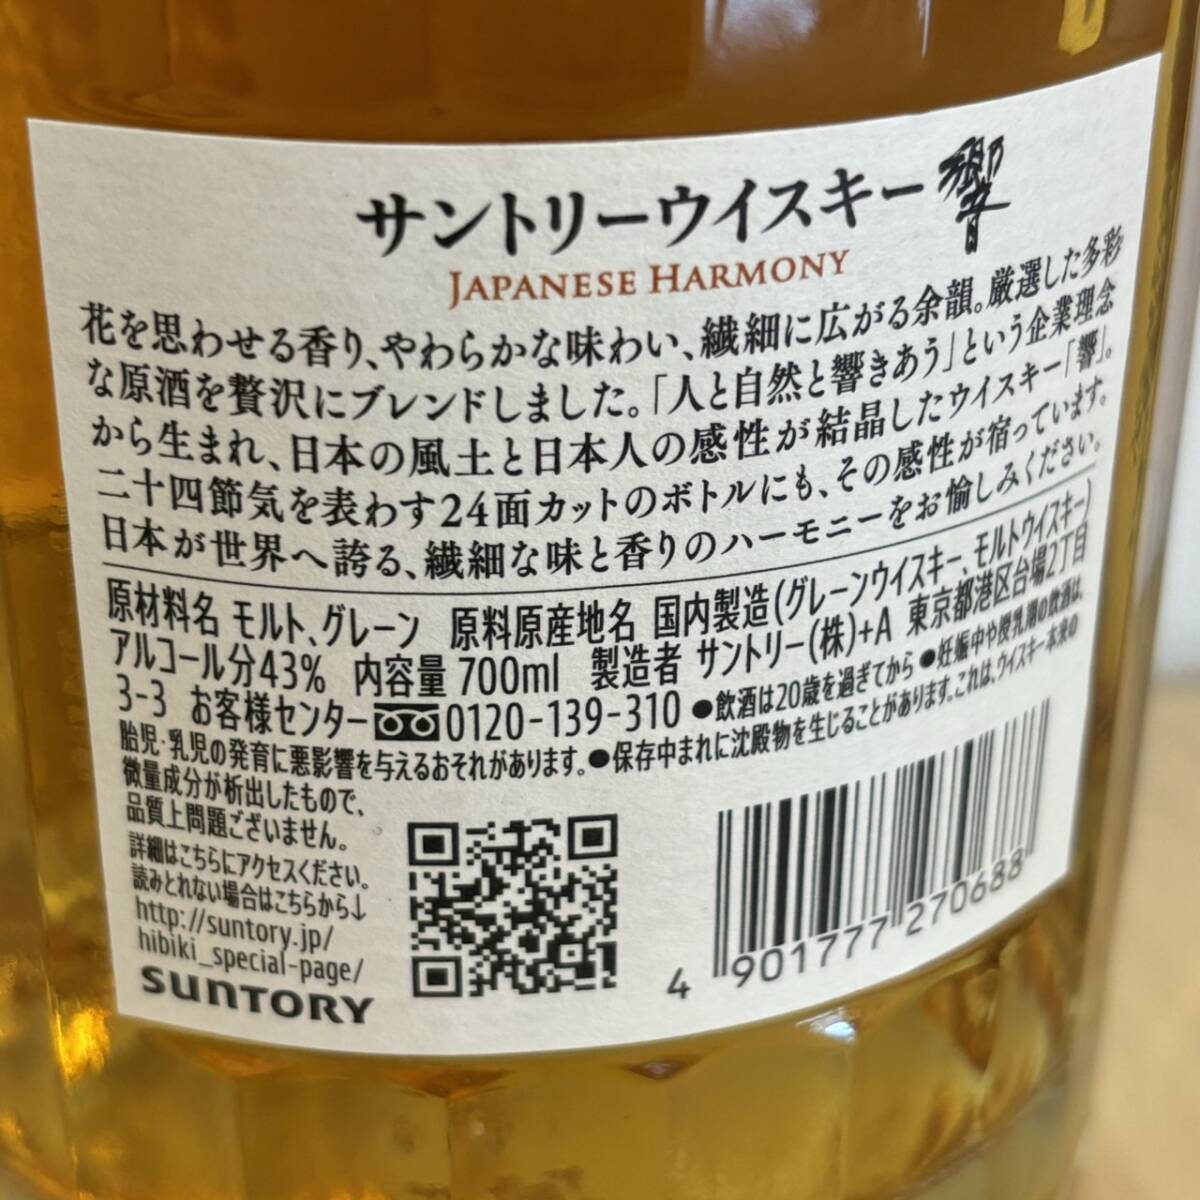 サントリーウイスキー 響
JAPANESE HARMONY
花を思わせる香り、やわらかな味わい、繊細に広がる余韻。厳選した多彩
な原酒を贅沢にブレンドしました。「人と自然と響きあう」という企業理念
から生まれ、日本の風土と日本人の感性が結晶したウイスキー「響」。
二十四節気を表わす24面カットのボトルにも、その感性が宿っています。
日本が世界へ誇る、繊細な味と香りのハーモニーをお愉しみください。
原材料名 モルト、グレーン 原料原産地名 国内製造(グレーンウイスキー、モルトウイスキー)
アルコール分43% 内容量 700ml 製造者 サントリー(株)+A 東京都港区台場2丁目
3-3 お客様センター 0120-139-310 ●飲酒は20歳を過ぎてから ●妊娠中や授乳期の飲酒は、
胎児・乳児の発育に悪影響を与えるおそれがあります。●保存中まれに沈殿物を生じることがあります。これは、ウイスキー本来の
微量成分が析出したもので、
品質上問題ございません。
詳細はこちらにアクセスください。
読みとれない場合はこちらから↓
http://suntory.jp/
hibiki_special-page/
SUNTORY
4 901777 270688